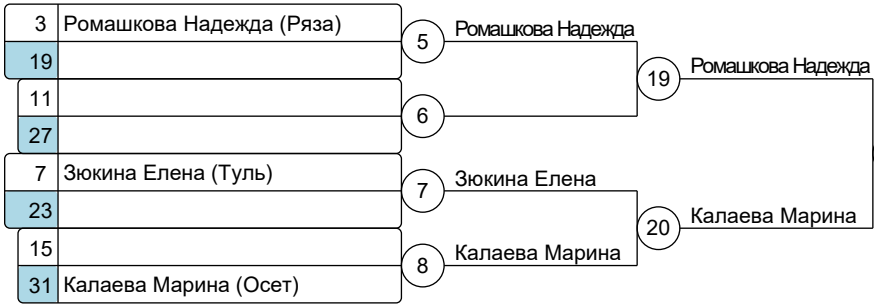 3 Ромашкова Надежда (Ряза)
19
5 Ромашкова Надежда
11
27
6
19 Ромашкова Надежда
7 Зюкина Елена (Туль)
23
7 Зюкина Елена
15
31 Калаева Марина (Осет)
8 Калаева Марина
20 Калаева Марина